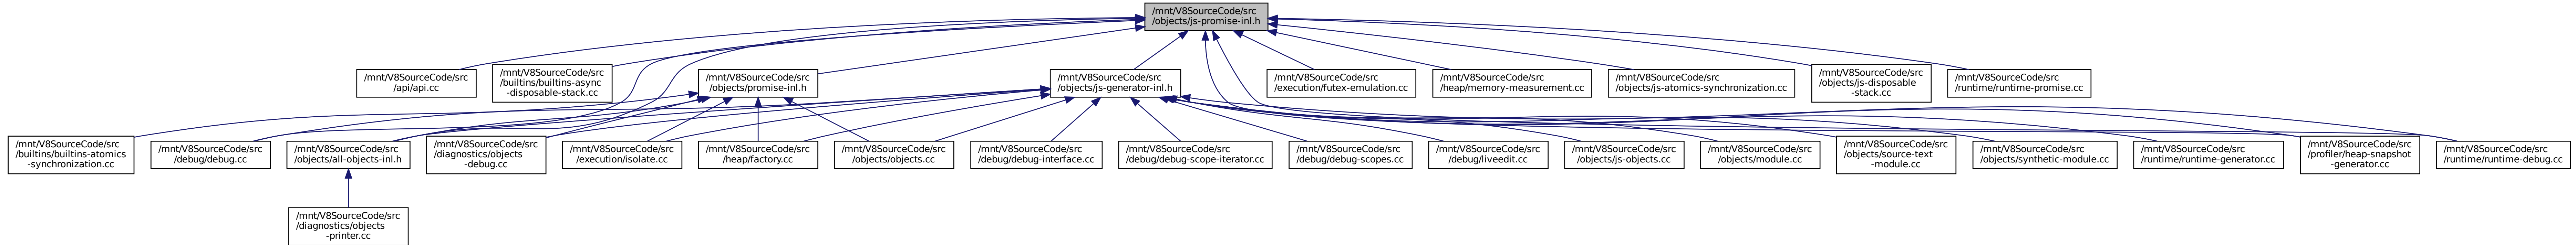 /mnt/V8SourceCode/src
/objects/js-promise-inl.h
/mnt/V8SourceCode/src
/api/api.cc
/mnt/V8SourceCode/src
/builtins/builtins-async
-disposable-stack.cc
/mnt/V8SourceCode/src
/objects/promise-inl.h
/mnt/V8SourceCode/src
/objects/js-generator-inl.h
/mnt/V8SourceCode/src
/execution/futex-emulation.cc
/mnt/V8SourceCode/src
/heap/memory-measurement.cc
/mnt/V8SourceCode/src
/objects/js-atomics-synchronization.cc
/mnt/V8SourceCode/src
/objects/js-disposable
-stack.cc
/mnt/V8SourceCode/src
/runtime/runtime-promise.cc
/mnt/V8SourceCode/src
/builtins/builtins-atomics
-synchronization.cc
/mnt/V8SourceCode/src
/debug/debug.cc
/mnt/V8SourceCode/src
/objects/all-objects-inl.h
/mnt/V8SourceCode/src
/diagnostics/objects
-debug.cc
/mnt/V8SourceCode/src
/execution/isolate.cc
/mnt/V8SourceCode/src
/heap/factory.cc
/mnt/V8SourceCode/src
/objects/objects.cc
/mnt/V8SourceCode/src
/debug/debug-interface.cc
/mnt/V8SourceCode/src
/debug/debug-scope-iterator.cc
/mnt/V8SourceCode/src
/debug/debug-scopes.cc
/mnt/V8SourceCode/src
/debug/liveedit.cc
/mnt/V8SourceCode/src
/objects/js-objects.cc
/mnt/V8SourceCode/src
/objects/module.cc
/mnt/V8SourceCode/src
/objects/source-text
-module.cc
/mnt/V8SourceCode/src
/objects/synthetic-module.cc
/mnt/V8SourceCode/src
/runtime/runtime-generator.cc
/mnt/V8SourceCode/src
/profiler/heap-snapshot
-generator.cc
/mnt/V8SourceCode/src
/runtime/runtime-debug.cc
/mnt/V8SourceCode/src
/diagnostics/objects
-printer.cc